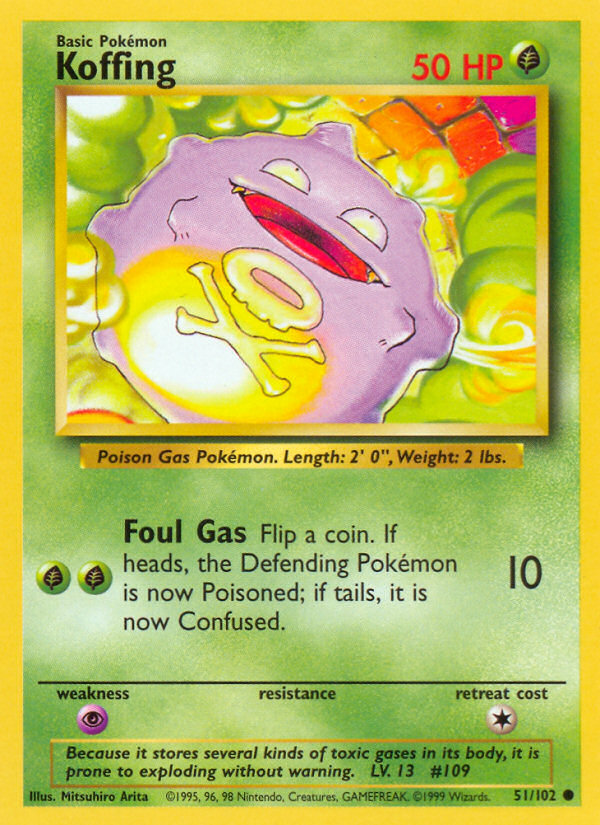 Basic Pokémon
Koffing
50 HP
Poison Gas Pokémon. Length: 2' 0", Weight: 2 lbs.
Foul Gas Flip a coin. If
heads, the Defending Pokémon
is now Poisoned; if tails, it is
now Confused.
10
weakness resistance retreat cost
Because it stores several kinds of toxic gases in its body, it is
prone to exploding without warning. LV. 13 #109
Illus. Mitsuhiro Arita ©1995, 96, 98 Nintendo, Creatures, GAMEFREAK. ©1999 Wizards. 51/102